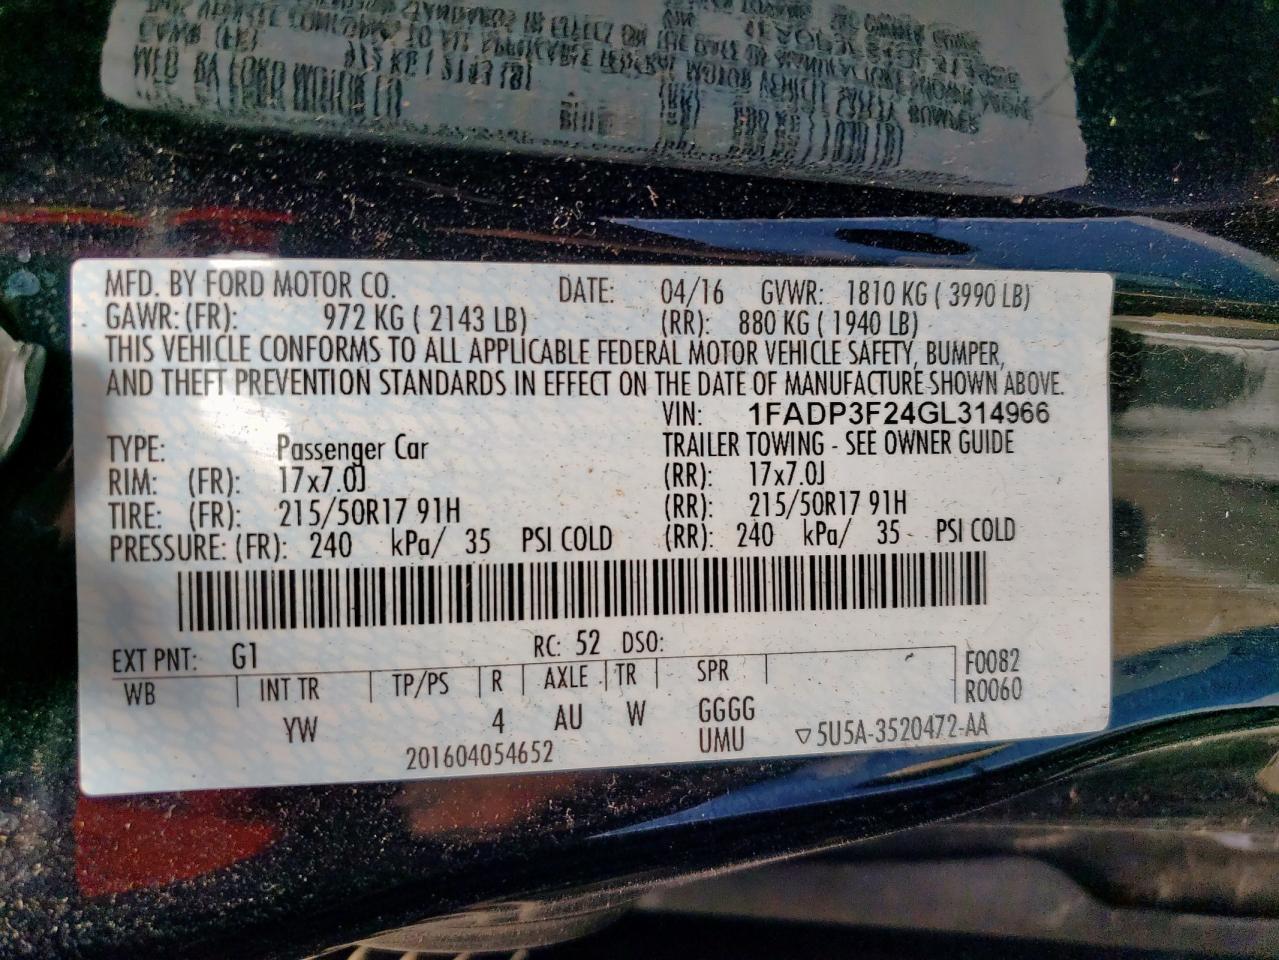 MFD. BY FORD MOTOR CO. DATE: 04/16 GVWR: 1810 KG ( 3990 LB)
GAWR: (FR): 972 KG ( 2143 LB) (RR): 880 KG ( 1940 LB)
THIS VEHICLE CONFORMS TO ALL APPLICABLE FEDERAL MOTOR VEHICLE SAFETY, BUMPER,
AND THEFT PREVENTION STANDARDS IN EFFECT ON THE DATE OF MANUFACTURE SHOWN ABOVE.
VIN: 1FADP3F24GL314966
TYPE: Passenger Car TRAILER TOWING - SEE OWNER GUIDE
RIM: (FR): 17x7.0J (RR): 17x7.0J
TIRE: (FR): 215/50R17 91H (RR): 215/50R17 91H
PRESSURE: (FR): 240 kPa/ 35 PSI COLD (RR): 240 kPa/ 35 PSI COLD
EXT PNT: G1 RC: 52 DSO:
WB INT TR TP/PS R AXLE TR SPR F0082
R0060
YW 4 AU W GGGG
UMU ▽5U5A-3520472-AA
201604054652